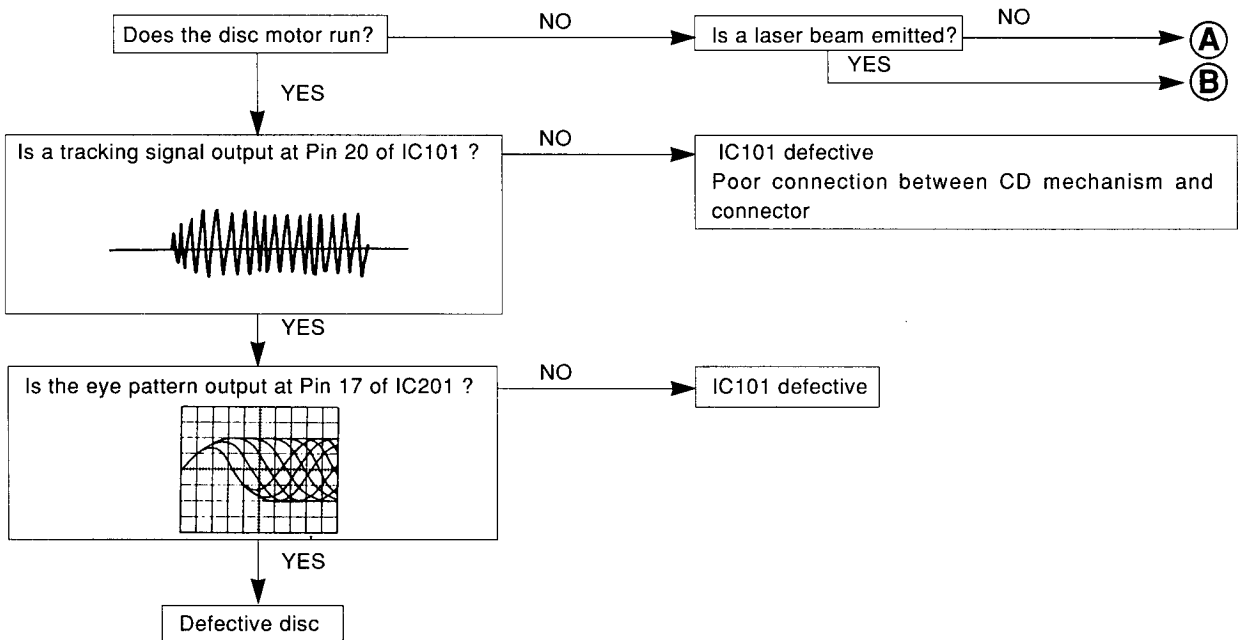 Does the disc motor run?
NO
Is a laser beam emitted?
NO
A
YES
B
YES
Is a tracking signal output at Pin 20 of IC101 ?
NO
IC101 defective
Poor connection between CD mechanism and
connector
YES
Is the eye pattern output at Pin 17 of IC201 ?
NO
IC101 defective
YES
Defective disc